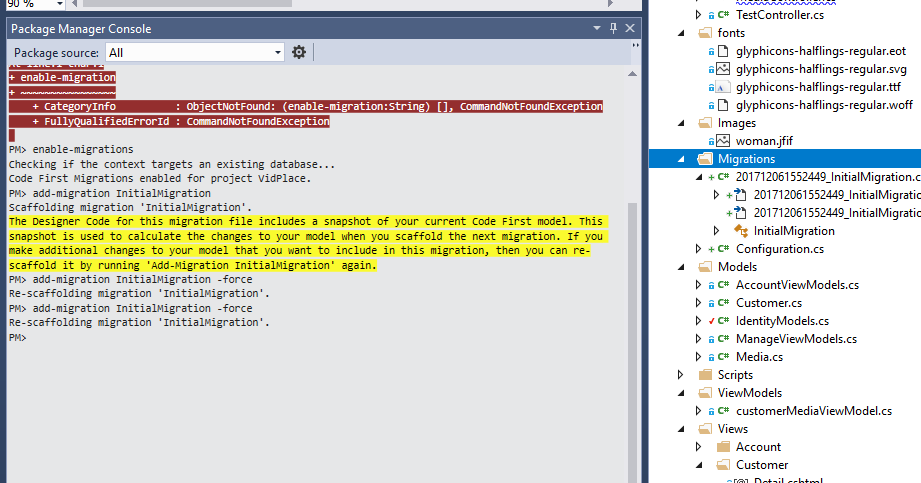 90 %
Package Manager Console
Package source: All
+ enable-migration
+ ~~~~~~~~~~~~~~~~
+ CategoryInfo : ObjectNotFound: (enable-migration:String) [], CommandNotFoundException
+ FullyQualifiedErrorId : CommandNotFoundException
PM> enable-migrations
Checking if the context targets an existing database...
Code First Migrations enabled for project VidPlace.
PM> add-migration InitialMigration
Scaffolding migration 'InitialMigration'.
The Designer Code for this migration file includes a snapshot of your current Code First model. This
snapshot is used to calculate the changes to your model when you scaffold the next migration. If you
make additional changes to your model that you want to include in this migration, then you can re-
scaffold it by running 'Add-Migration InitialMigration' again.
PM> add-migration InitialMigration -force
Re-scaffolding migration 'InitialMigration'.
PM> add-migration InitialMigration -force
Re-scaffolding migration 'InitialMigration'.
PM>
C# TestController.cs
fonts
glyphicons-halflings-regular.eot
glyphicons-halflings-regular.svg
glyphicons-halflings-regular.ttf
glyphicons-halflings-regular.woff
Images
woman.jfif
Migrations
+ C# 201712061552449_InitialMigration.c
+ 201712061552449_InitialMigratio
+ 201712061552449_InitialMigratio
InitialMigration
+ C# Configuration.cs
Models
C# AccountViewModels.cs
C# Customer.cs
C# IdentityModels.cs
C# ManageViewModels.cs
C# Media.cs
Scripts
ViewModels
C# customerMediaViewModel.cs
Views
Account
Customer
[@] Detail.cshtml